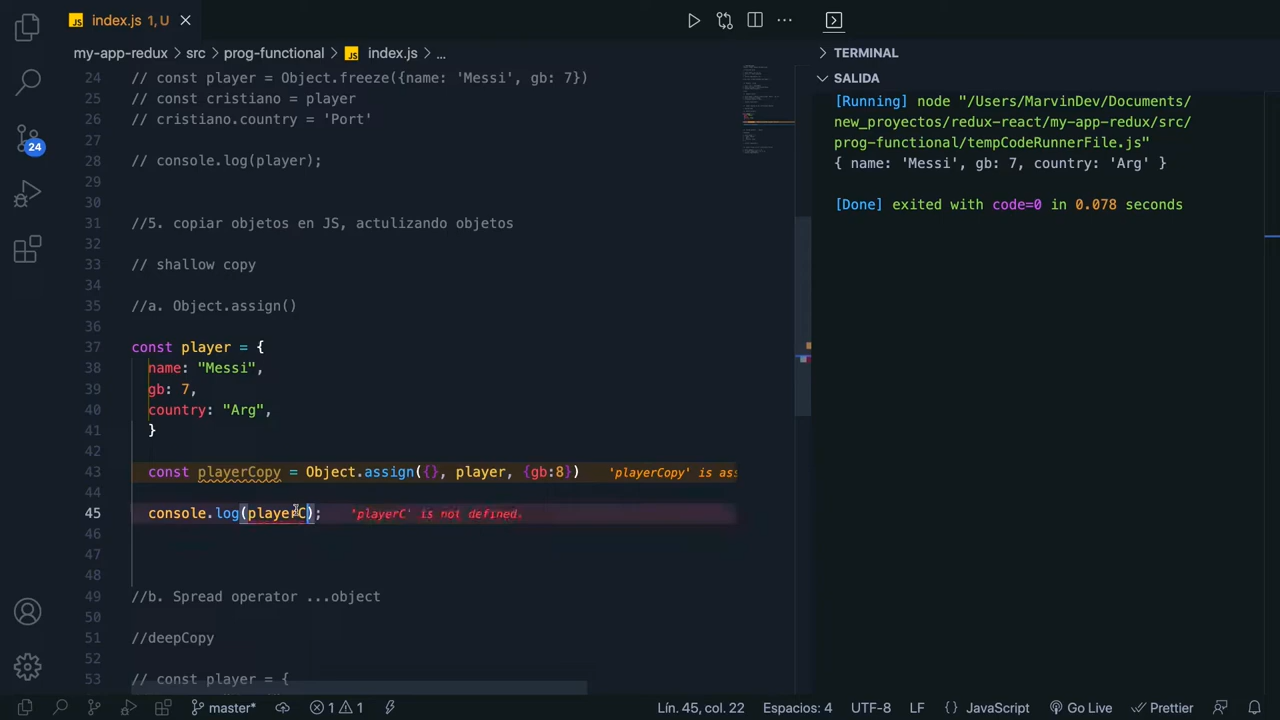 JS index.js 1, U
my-app-redux > src > prog-functional > JS index.js > ...
24 // const player = Object.freeze({name: 'Messi', gb: 7})
25 // const cristiano = player
26 // cristiano.country = 'Port'
27
28 // console.log(player);
29
30
31 //5. copiar objetos en JS, actulizando objetos
32
33 // shallow copy
34
35 //a. Object.assign()
36
37 const player = {
38 name: "Messi",
39 gb: 7,
40 country: "Arg",
41 }
42
43 const playerCopy = Object.assign({}, player, {gb:8}) 'playerCopy' is ass
44
45 console.log(playerC); 'playerC' is not defined.
46
47
48
49 //b. Spread operator ...object
50
51 //deepCopy
52
53 // const player = {
24
TERMINAL
SALIDA
[Running] node "/Users/MarvinDev/Documents/
new_proyectos/redux-react/my-app-redux/src/
prog-functional/tempCodeRunnerFile.js"
{ name: 'Messi', gb: 7, country: 'Arg' }
[Done] exited with code=0 in 0.078 seconds
master* 1 1 Lín. 45, col. 22 Espacios: 4 UTF-8 LF {} JavaScript Go Live Prettier